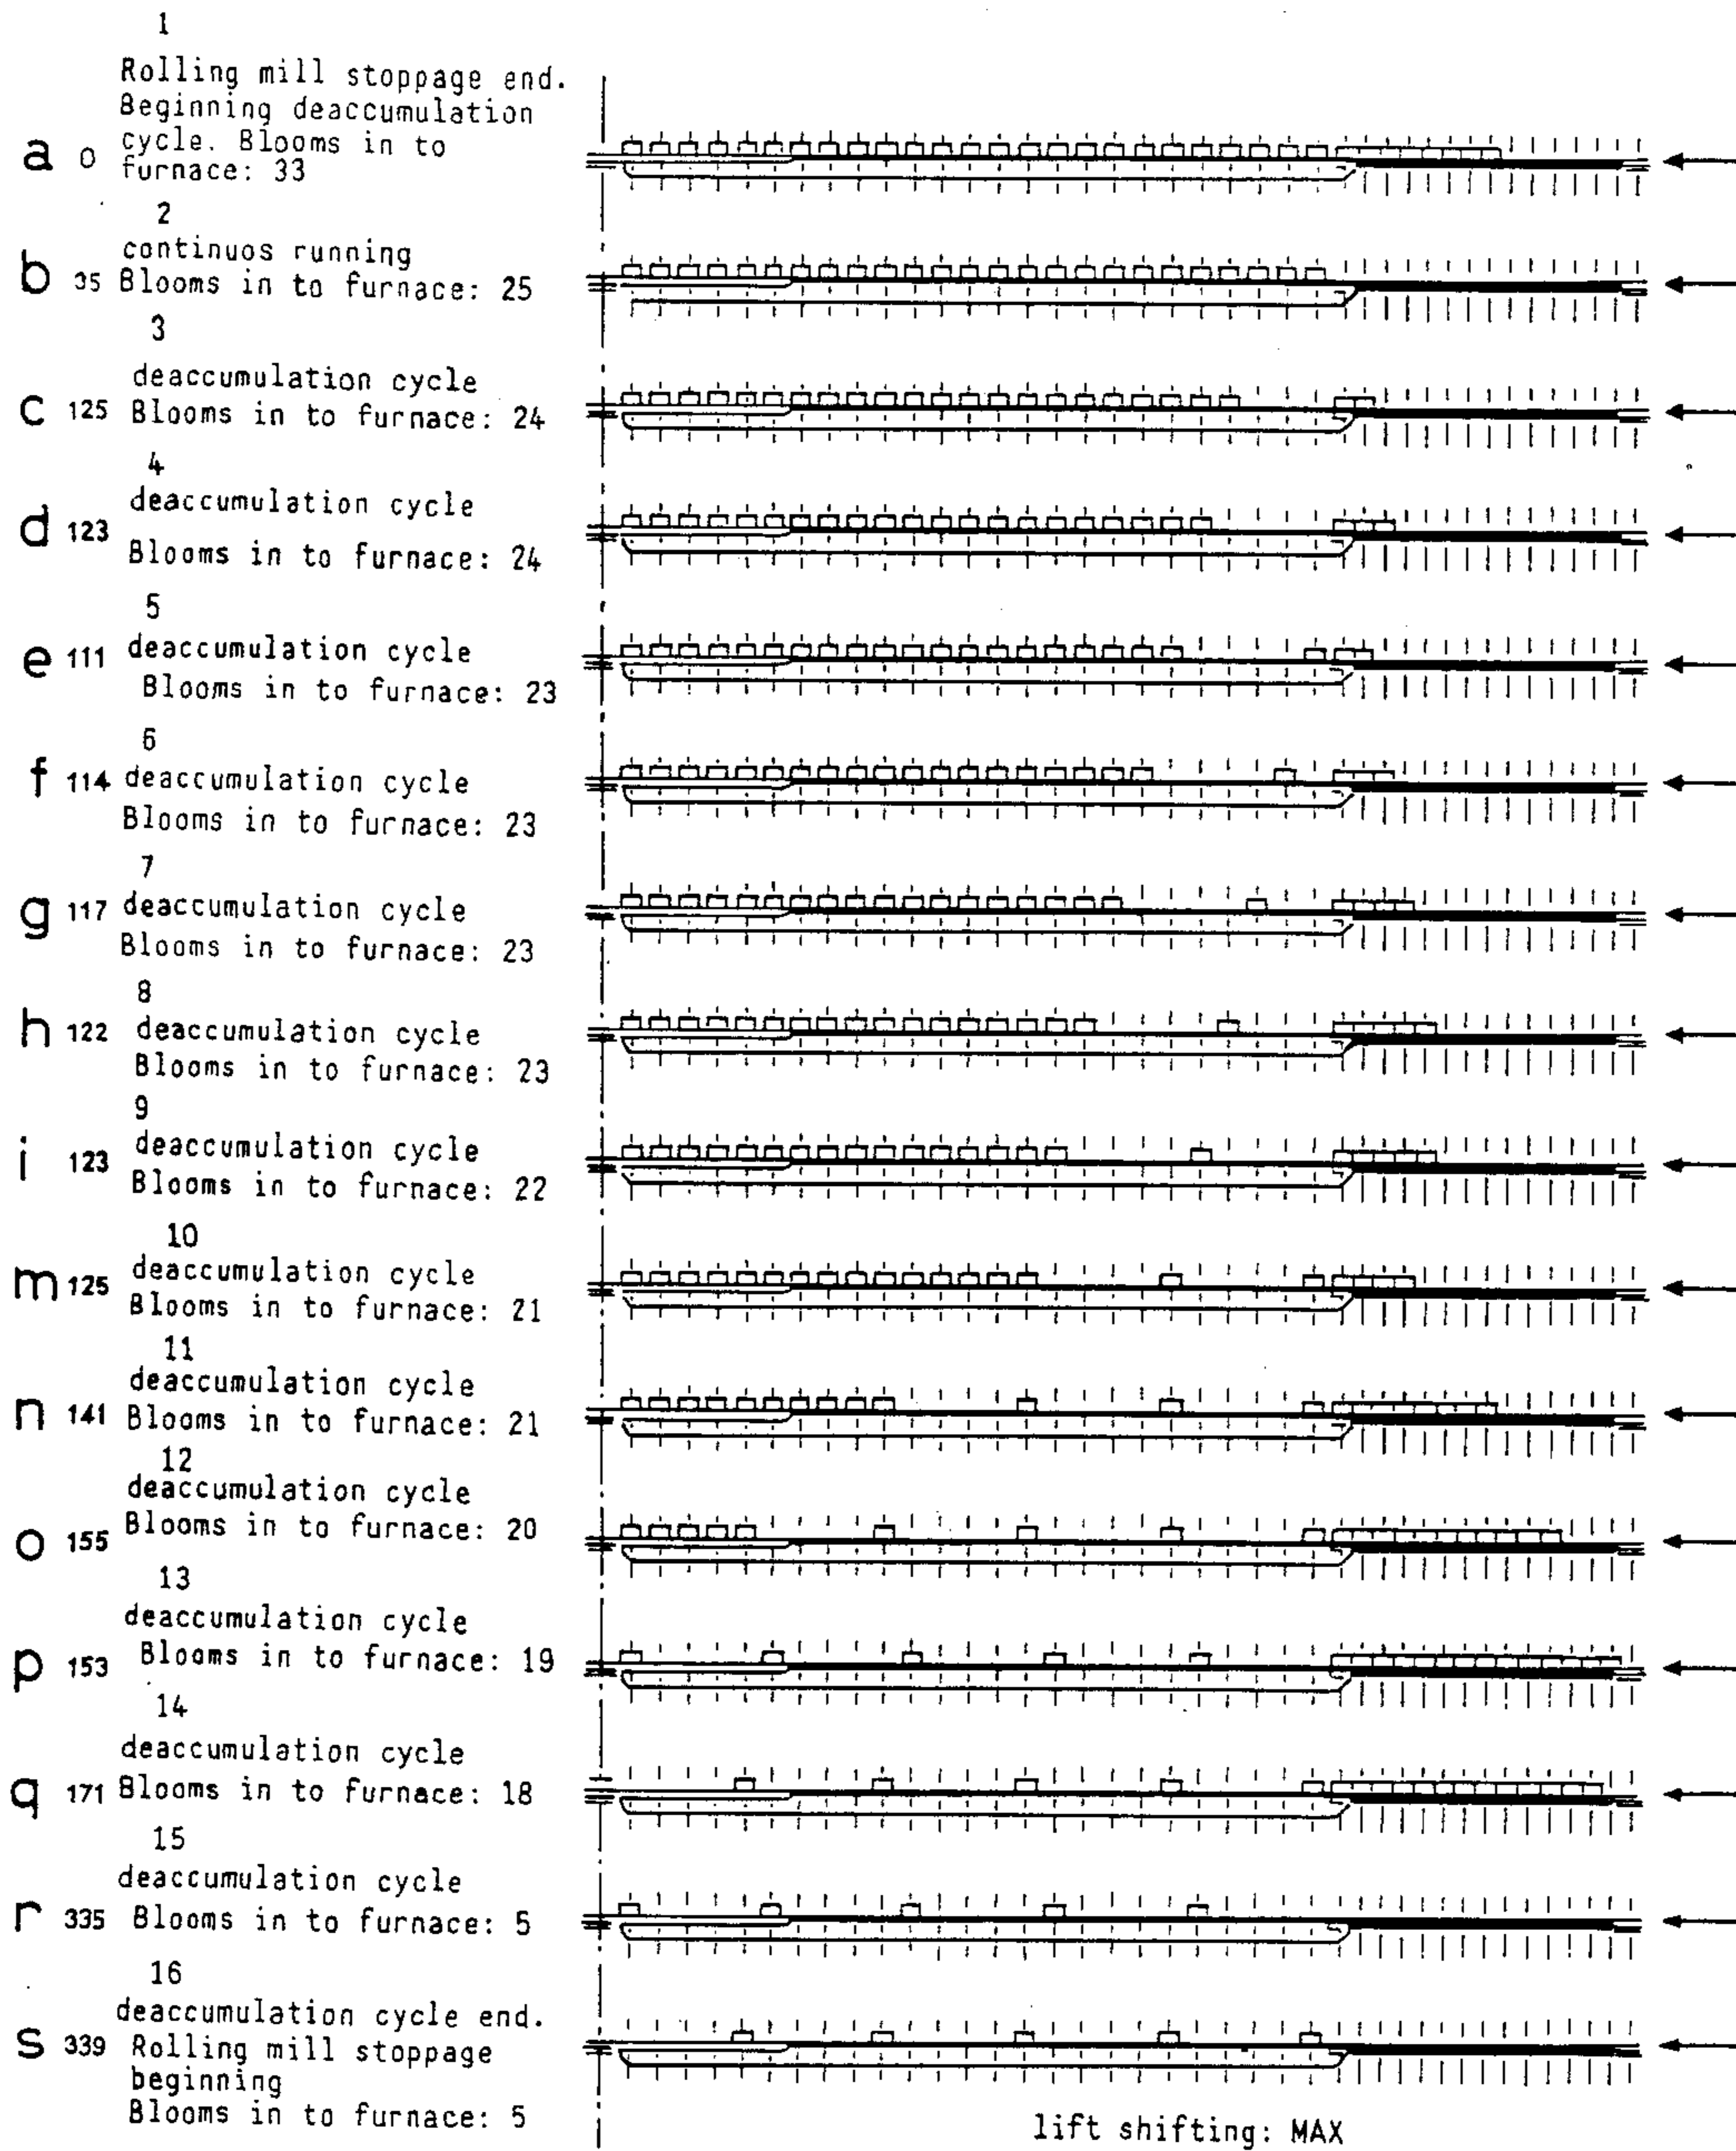 1
Rolling mill stoppage end.
Beginning deaccumulation
a 0 cycle. Blooms in to
furnace: 33
2
continuos running
b 35 Blooms in to furnace: 25
3
deaccumulation cycle
c 125 Blooms in to furnace: 24
4
deaccumulation cycle
d 123
Blooms in to furnace: 24
5
e 111 deaccumulation cycle
Blooms in to furnace: 23
6
f 114 deaccumulation cycle
Blooms in to furnace: 23
7
g 117 deaccumulation cycle
Blooms in to furnace: 23
8
h 122 deaccumulation cycle
Blooms in to furnace: 23
9
i 123 deaccumulation cycle
Blooms in to furnace: 22
10
m 125 deaccumulation cycle
Blooms in to furnace: 21
11
deaccumulation cycle
n 141 Blooms in to furnace: 21
12
deaccumulation cycle
o 155 Blooms in to furnace: 20
13
deaccumulation cycle
p 153 Blooms in to furnace: 19
14
deaccumulation cycle
q 171 Blooms in to furnace: 18
15
deaccumulation cycle
r 335 Blooms in to furnace: 5
16
deaccumulation cycle end.
s 339 Rolling mill stoppage
beginning
Blooms in to furnace: 5
lift shifting: MAX